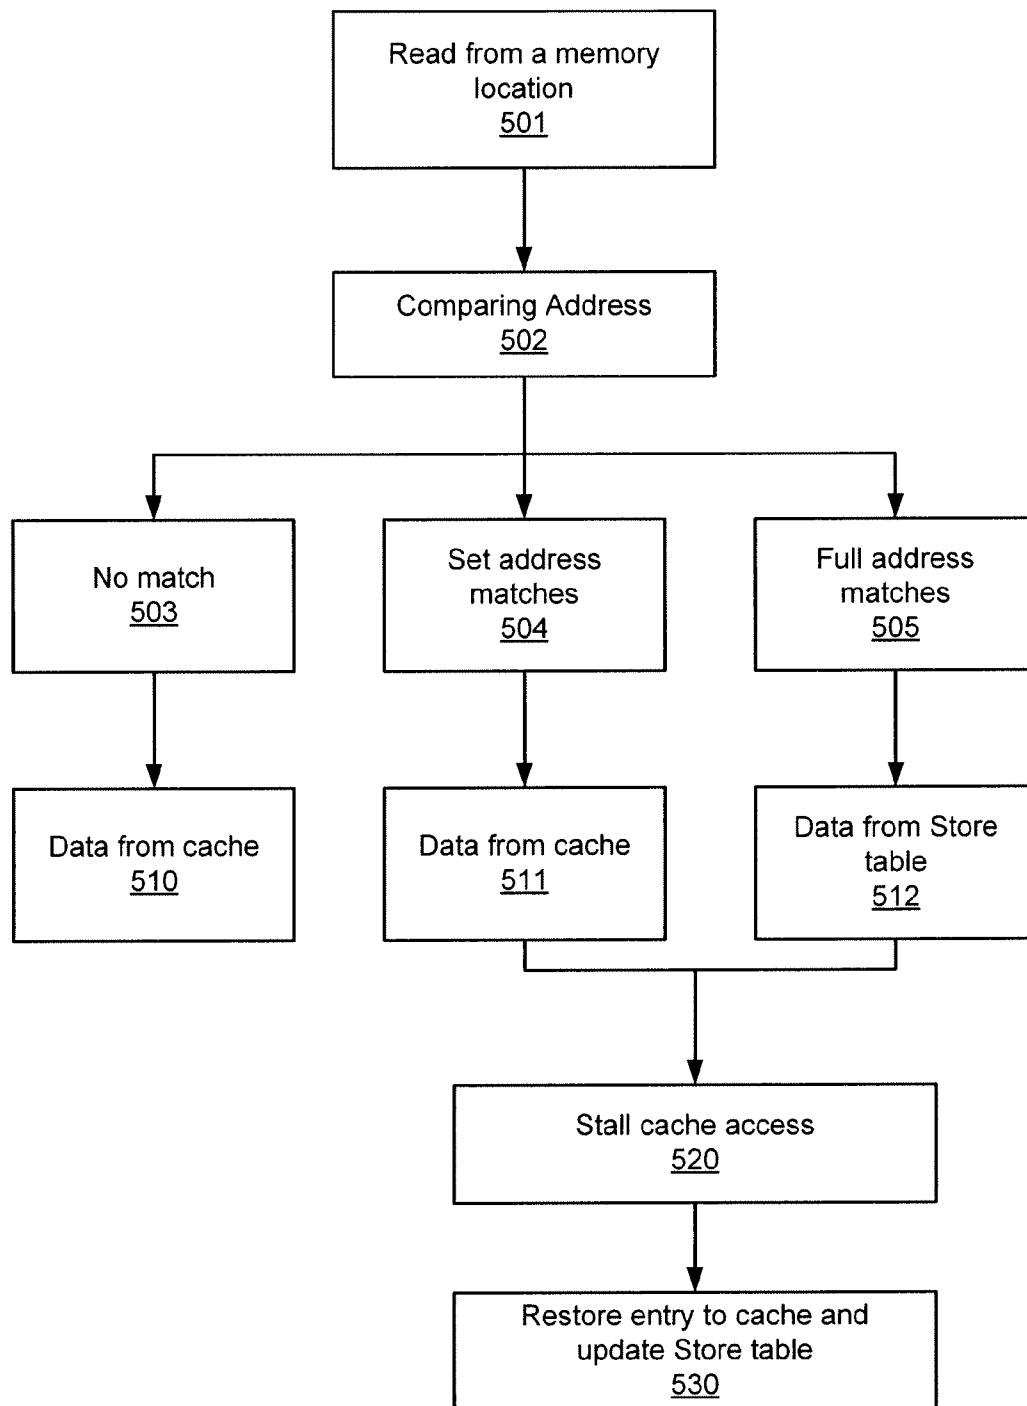 Read from a memory
location
501
Comparing Address
502
No match
503
Set address
matches
504
Full address
matches
505
Data from cache
510
Data from cache
511
Data from Store
table
512
Stall cache access
520
Restore entry to cache and
update Store table
530